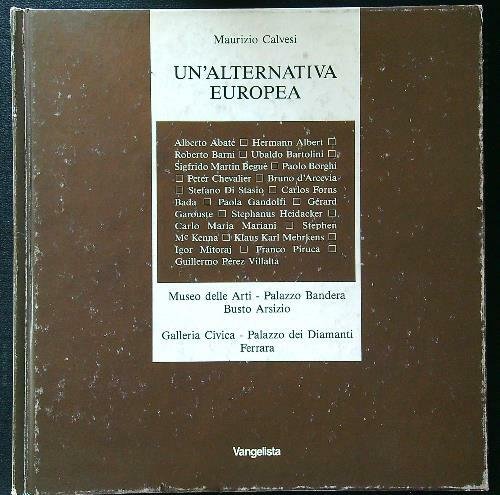 Maurizio Calvesi
UN'ALTERNATIVA
EUROPEA
Alberto Abate □ Hermann Albert □
Roberto Barni □ Ubaldo Bartolini □
Sigfrido Martin Begué □ Paolo Borghi
□ Peter Chevalier □ Bruno d'Arcevia
□ Stefano Di Stasio □ Carlos Forns
Bada □ Paola Gandolfi □ Gérard
Garouste □ Stephanus Heidacker □
Carlo Maria Mariani □ Stephen
Mc Kenna □ Klaus Karl Mehrkens □
Igor Mitoraj □ Franco Piruca □
Guillermo Pérez Villalta
Museo delle Arti - Palazzo Bandera
Busto Arsizio
Galleria Civica - Palazzo dei Diamanti
Ferrara
Vangelista